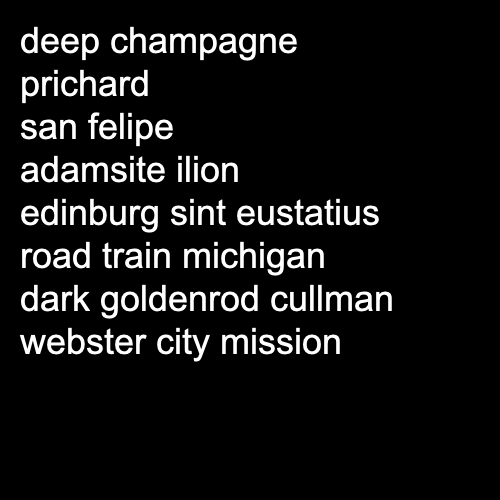 deep champagne
prichard
san felipe
adamsite ilion
edinburg sint eustatius
road train michigan
dark goldenrod cullman
webster city mission